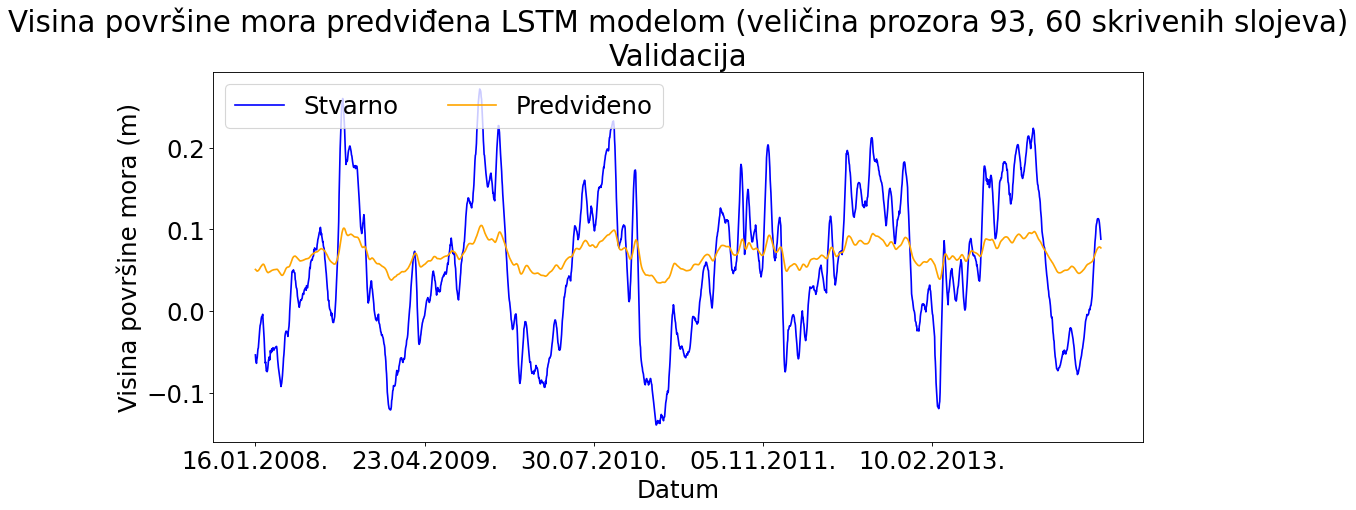 Visina površine mora predviđena LSTM modelom (veličina prozora 93, 60 skrivenih slojeva)
Validacija
Stvarno Predviđeno
Visina površine mora (m)
0.2
0.1
0.0
−0.1
16.01.2008. 23.04.2009. 30.07.2010. 05.11.2011. 10.02.2013.
Datum